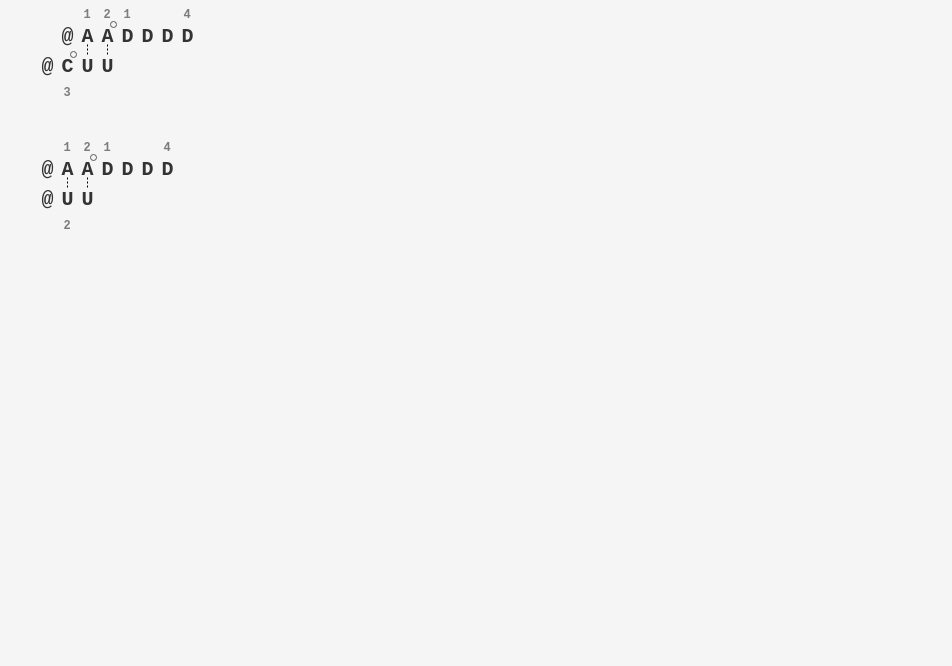 1 2 1 4
@ A A D D D D
@ C U U
3
1 2 1 4
@ A A D D D D
@ U U
2